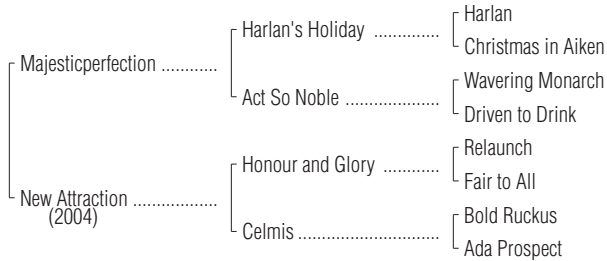 Harlan
Harlan's Holiday ..............
Christmas in Aiken
Majesticperfection ...........
Wavering Monarch
Act So Noble ....................
Driven to Drink
Relaunch
Honour and Glory ............
Fair to All
New Attraction .................
(2004)
Bold Ruckus
Celmis .............................
Ada Prospect